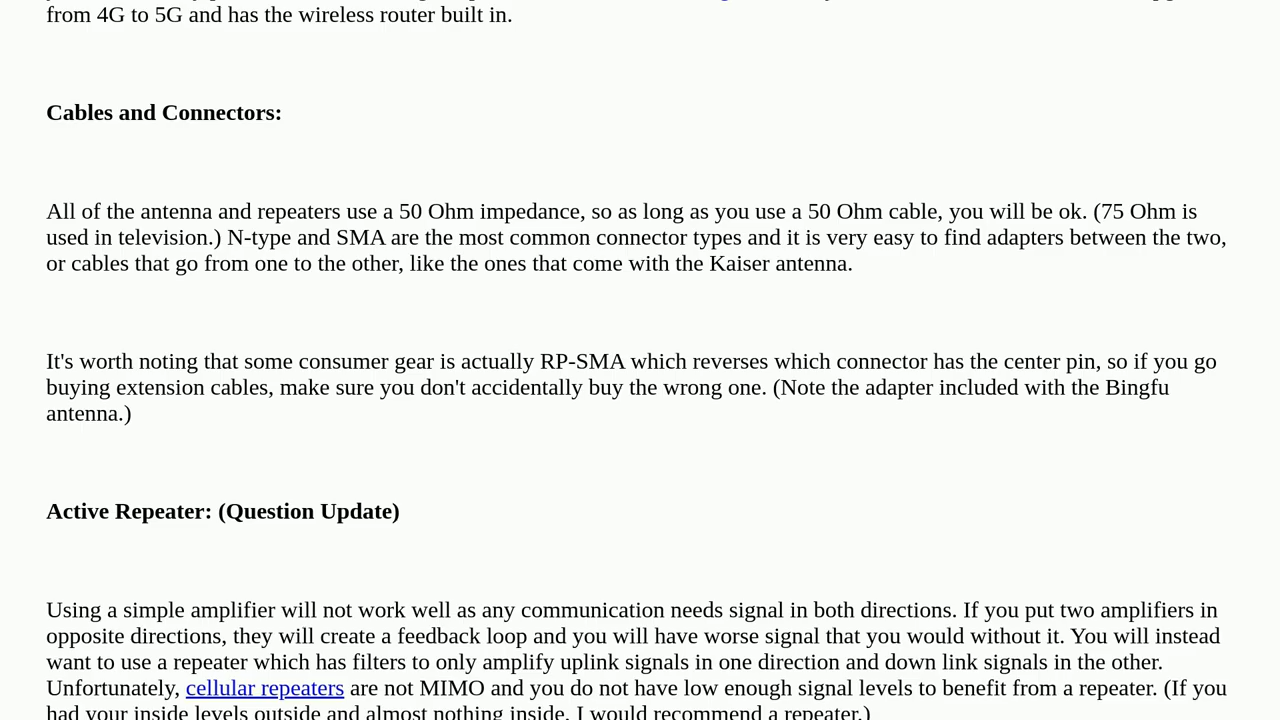 from 4G to 5G and has the wireless router built in.
Cables and Connectors:
All of the antenna and repeaters use a 50 Ohm impedance, so as long as you use a 50 Ohm cable, you will be ok. (75 Ohm is
used in television.) N-type and SMA are the most common connector types and it is very easy to find adapters between the two,
or cables that go from one to the other, like the ones that come with the Kaiser antenna.
It's worth noting that some consumer gear is actually RP-SMA which reverses which connector has the center pin, so if you go
buying extension cables, make sure you don't accidentally buy the wrong one. (Note the adapter included with the Bingfu
antenna.)
Active Repeater: (Question Update)
Using a simple amplifier will not work well as any communication needs signal in both directions. If you put two amplifiers in
opposite directions, they will create a feedback loop and you will have worse signal that you would without it. You will instead
want to use a repeater which has filters to only amplify uplink signals in one direction and down link signals in the other.
Unfortunately, cellular repeaters are not MIMO and you do not have low enough signal levels to benefit from a repeater. (If you
had your inside levels outside and almost nothing inside, I would recommend a repeater.)